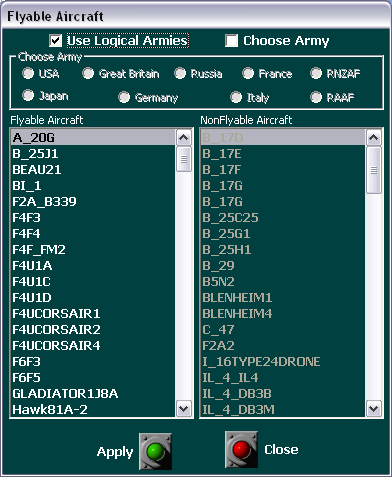 Flyable Aircraft
Use Logical Armies Choose Army
Choose Army
USA Great Britain Russia France RNZAF
Japan Germany Italy RAAF
Flyable Aircraft
A_20G
B_25J1
BEAU21
BI_1
F2A_B339
F4F3
F4F4
F4F_FM2
F4U1A
F4U1C
F4U1D
F4UCORSAIR1
F4UCORSAIR2
F4UCORSAIR4
F6F3
F6F5
GLADIATOR1J8A
Hawk81A-2
NonFlyable Aircraft
B_17D
B_17E
B_17F
B_17G
B_17G
B_25C25
B_25G1
B_25H1
B_29
B5N2
BLENHEIM1
BLENHEIM4
C_47
F2A2
I_16TYPE24DRONE
IL_4_IL4
IL_4_DB3B
IL_4_DB3M
Apply Close